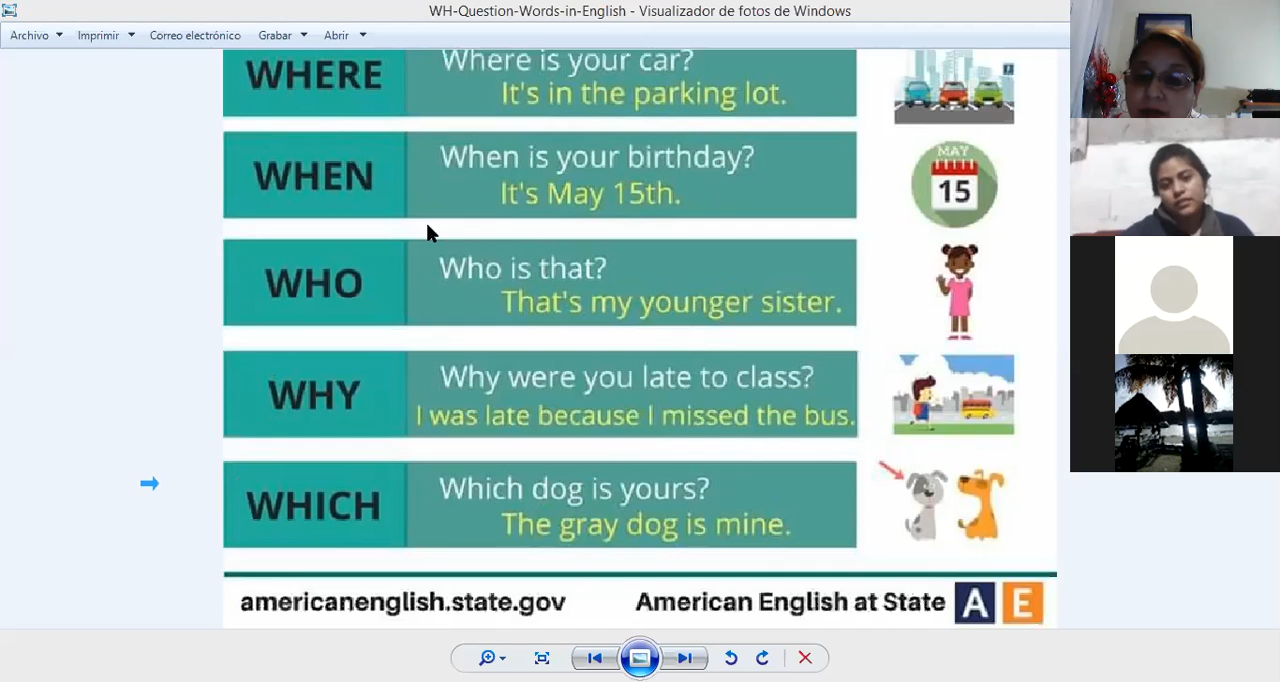 WH-Question-Words-in-English - Visualizador de fotos de Windows
Archivo Imprimir Correo electrónico Grabar Abrir
WHERE
Where is your car?
It's in the parking lot.
WHEN
When is your birthday?
It's May 15th.
MAY
15
WHO
Who is that?
That's my younger sister.
WHY
Why were you late to class?
I was late because I missed the bus.
WHICH
Which dog is yours?
The gray dog is mine.
americanenglish.state.gov American English at State A E